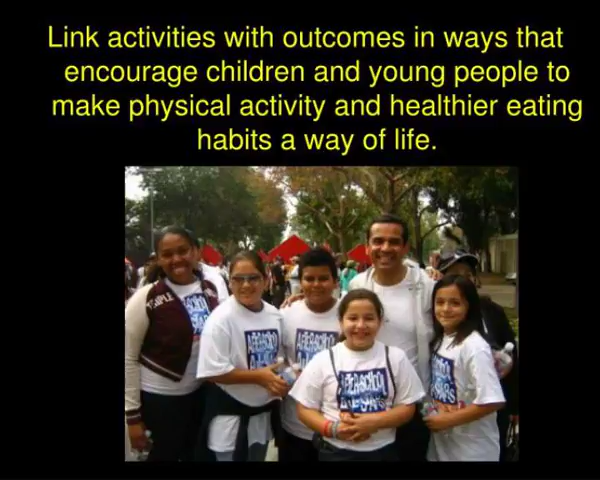 Link activities with outcomes in ways that
encourage children and young people to
make physical activity and healthier eating
habits a way of life.
AFTERSCHOOL